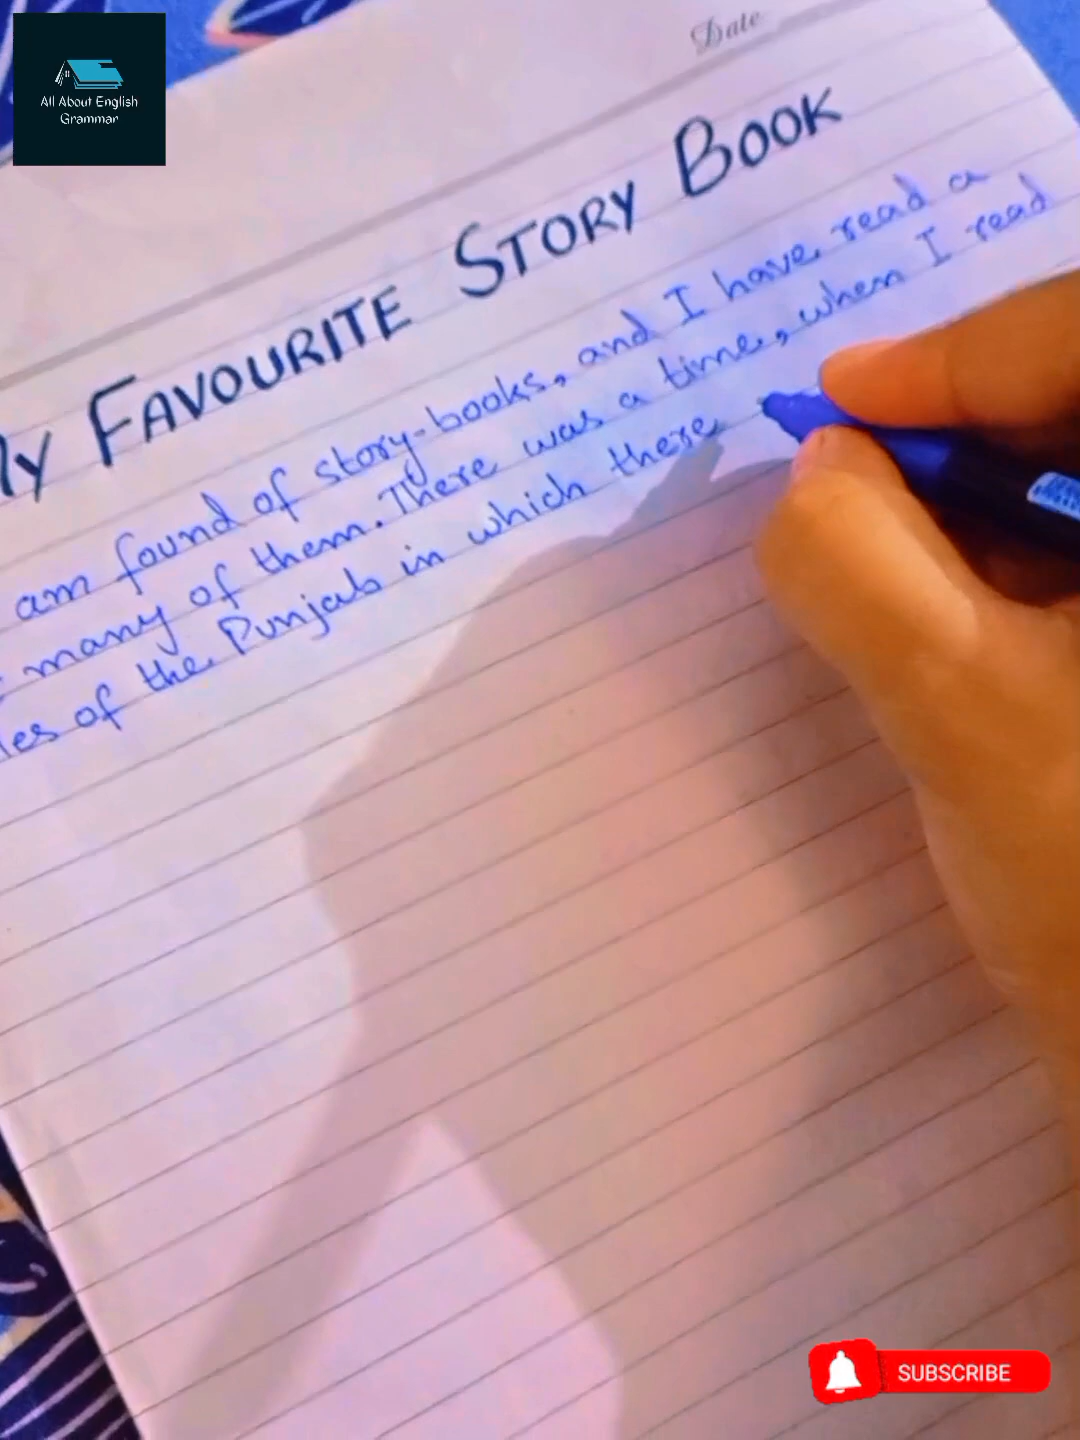 All About English
Grammar
Date
My FAVOURITE STORY BOOK
am found of story-books, and I have read a
many of them. There was a time, when I read
of the Punjab in which there
SUBSCRIBE